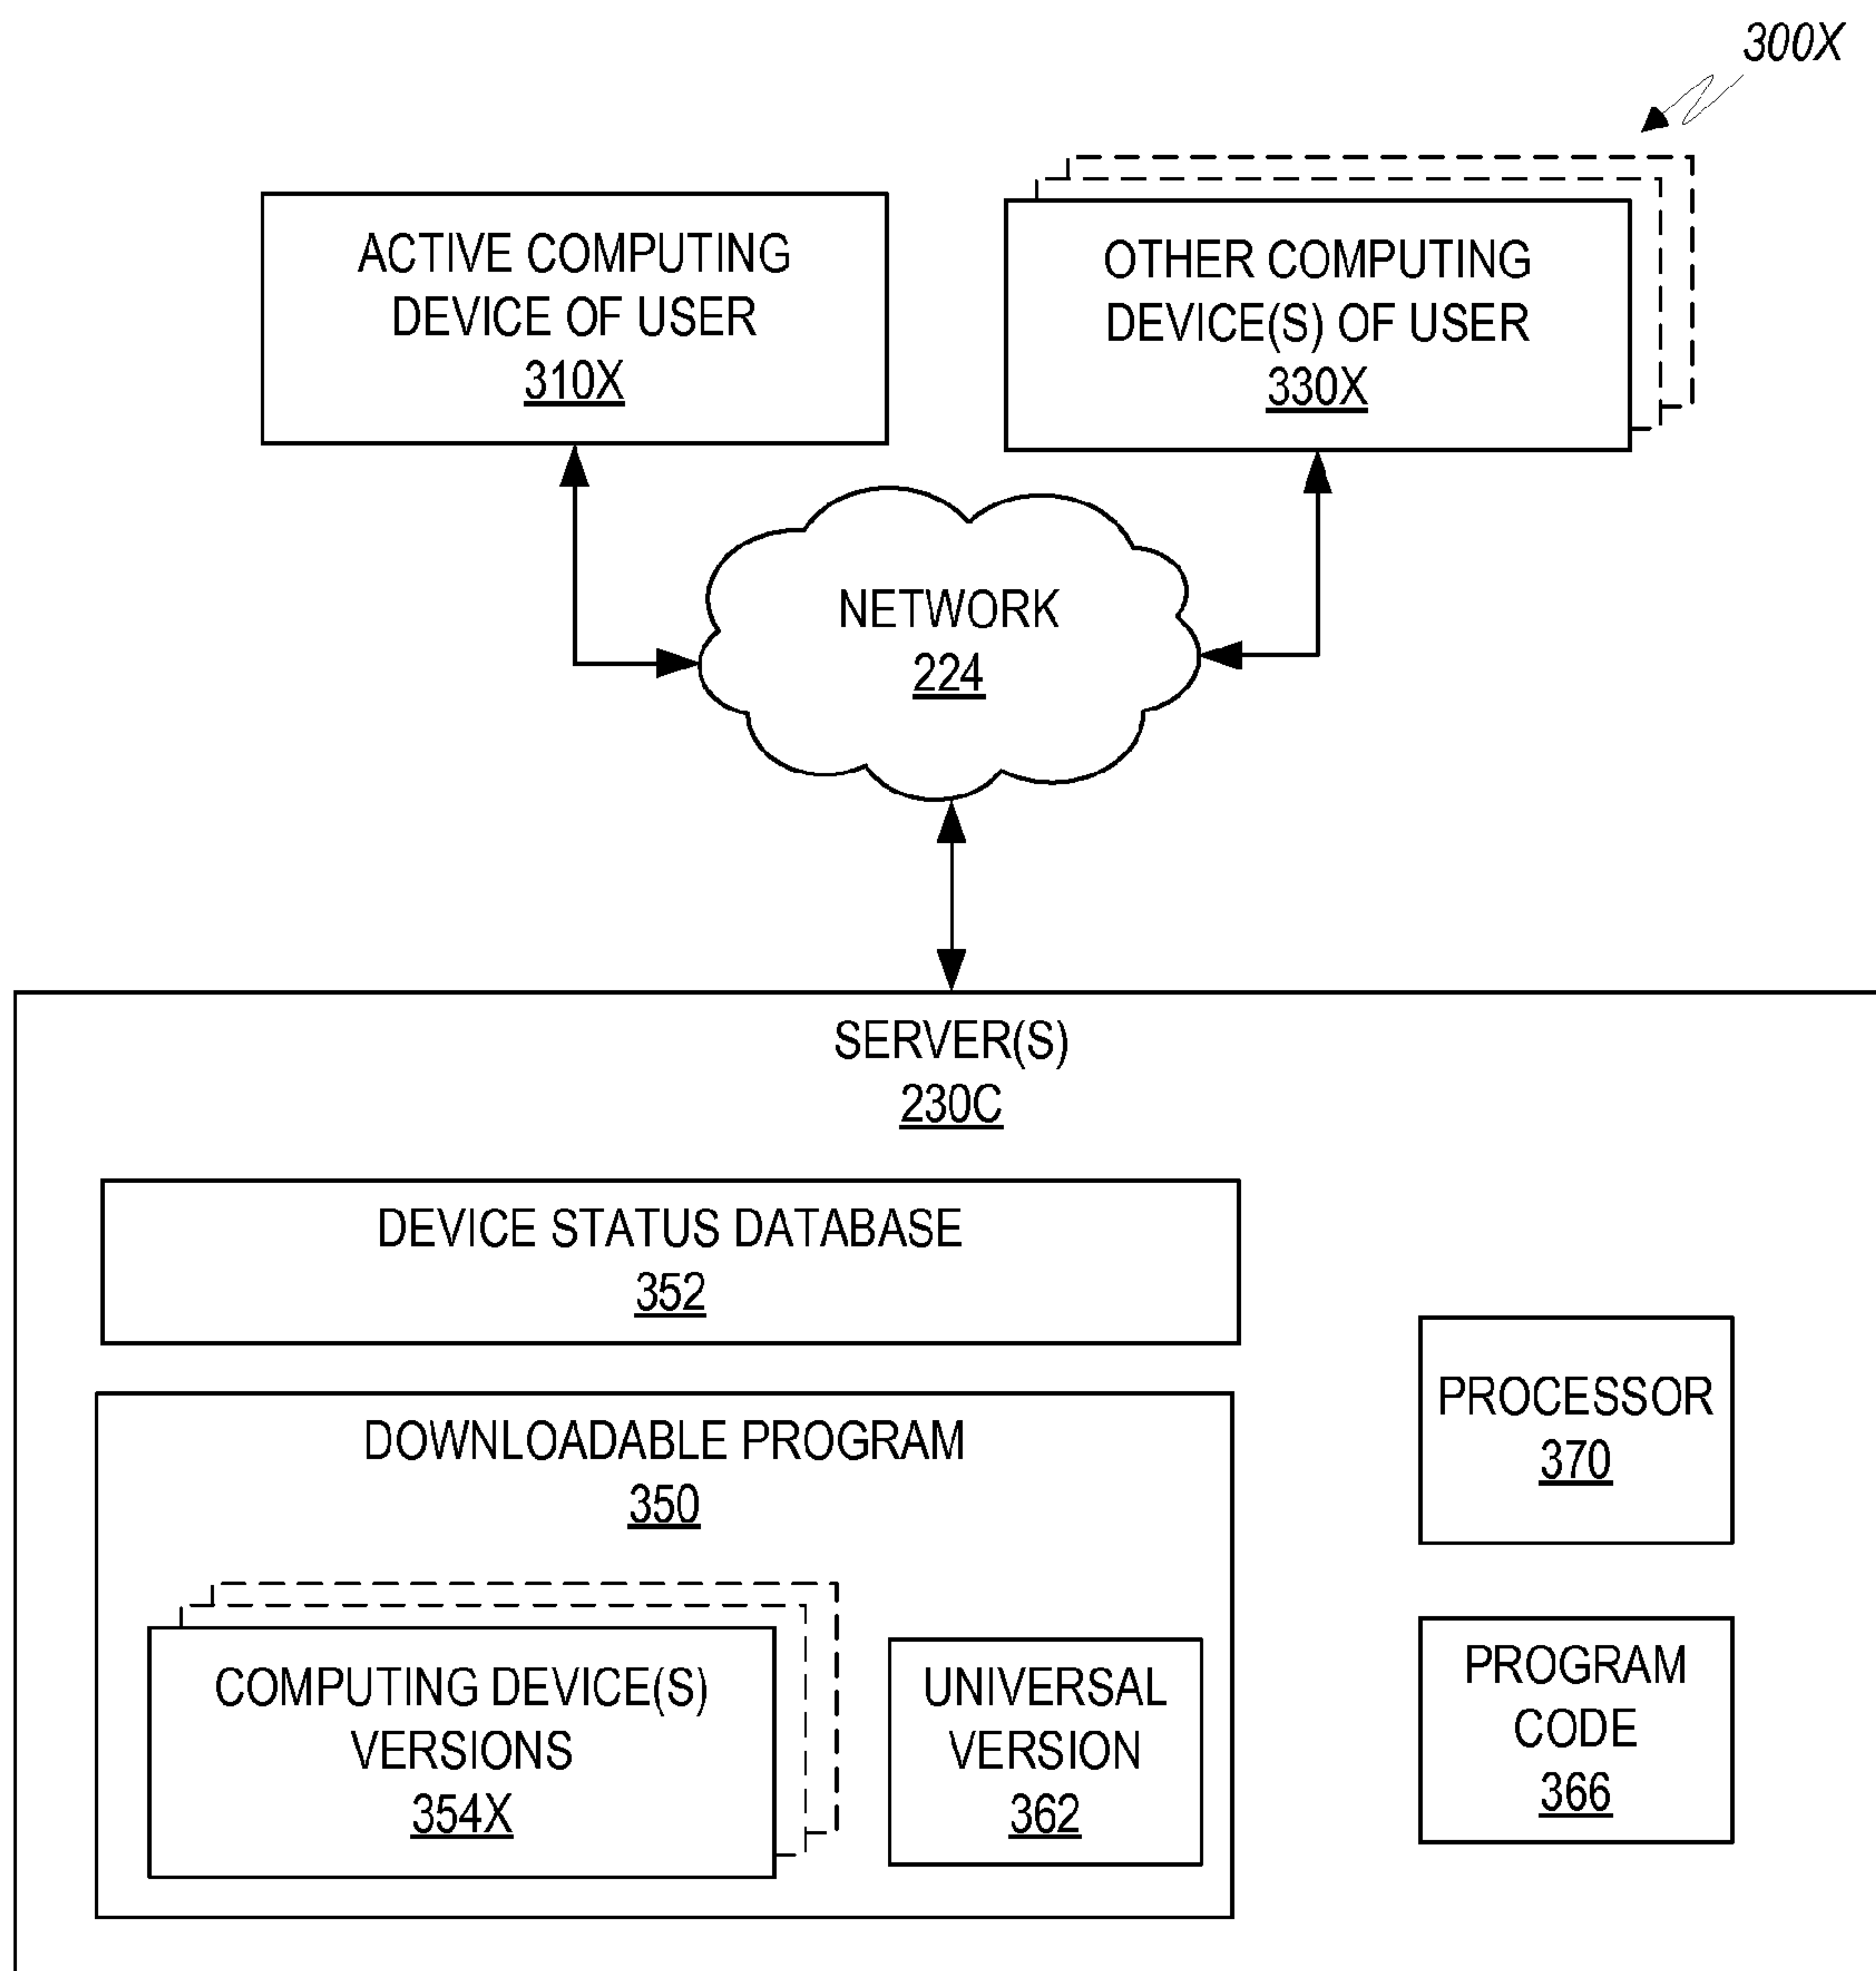 300X
ACTIVE COMPUTING
DEVICE OF USER
310X
OTHER COMPUTING
DEVICE(S) OF USER
330X
NETWORK
224
SERVER(S)
230C
DEVICE STATUS DATABASE
352
DOWNLOADABLE PROGRAM
350
COMPUTING DEVICE(S)
VERSIONS
354X
UNIVERSAL
VERSION
362
PROCESSOR
370
PROGRAM
CODE
366